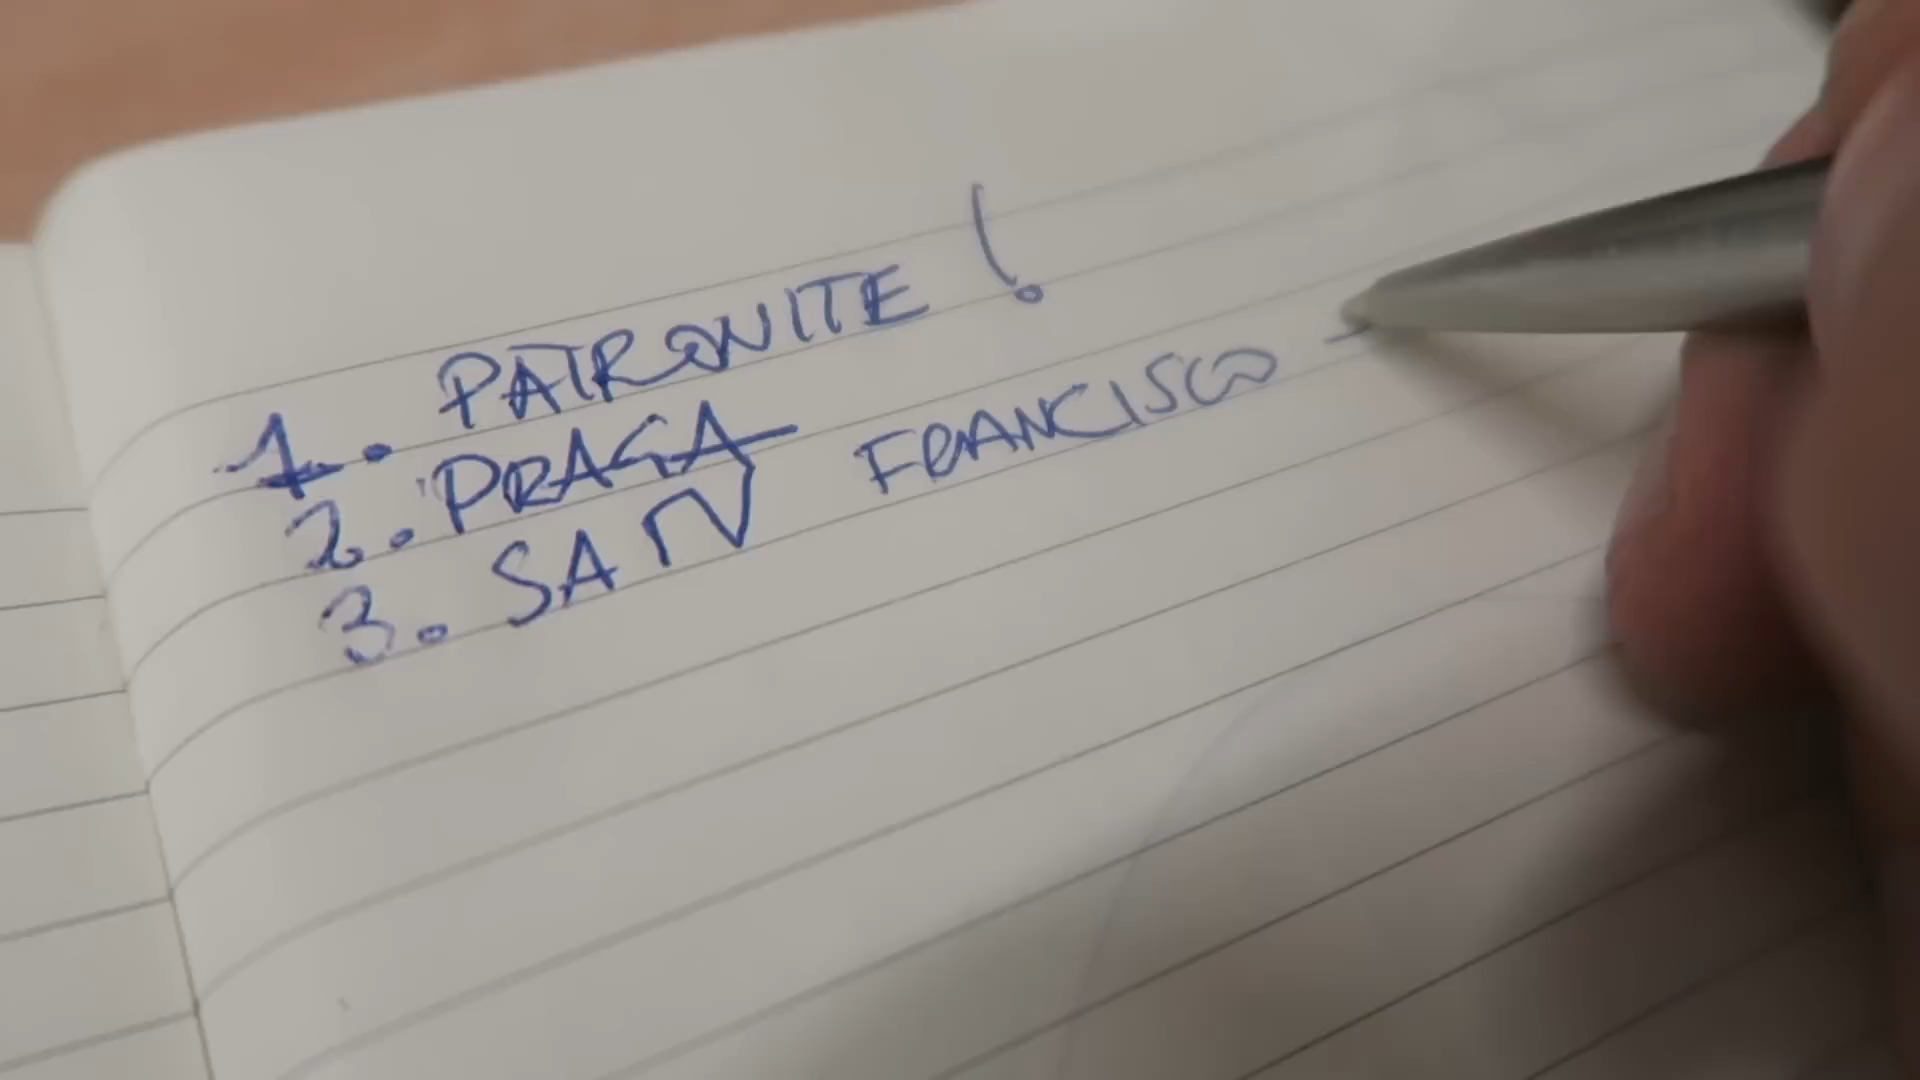 1. PATRONITE!
2. PRAGA
3. SAN FRANCISCO -